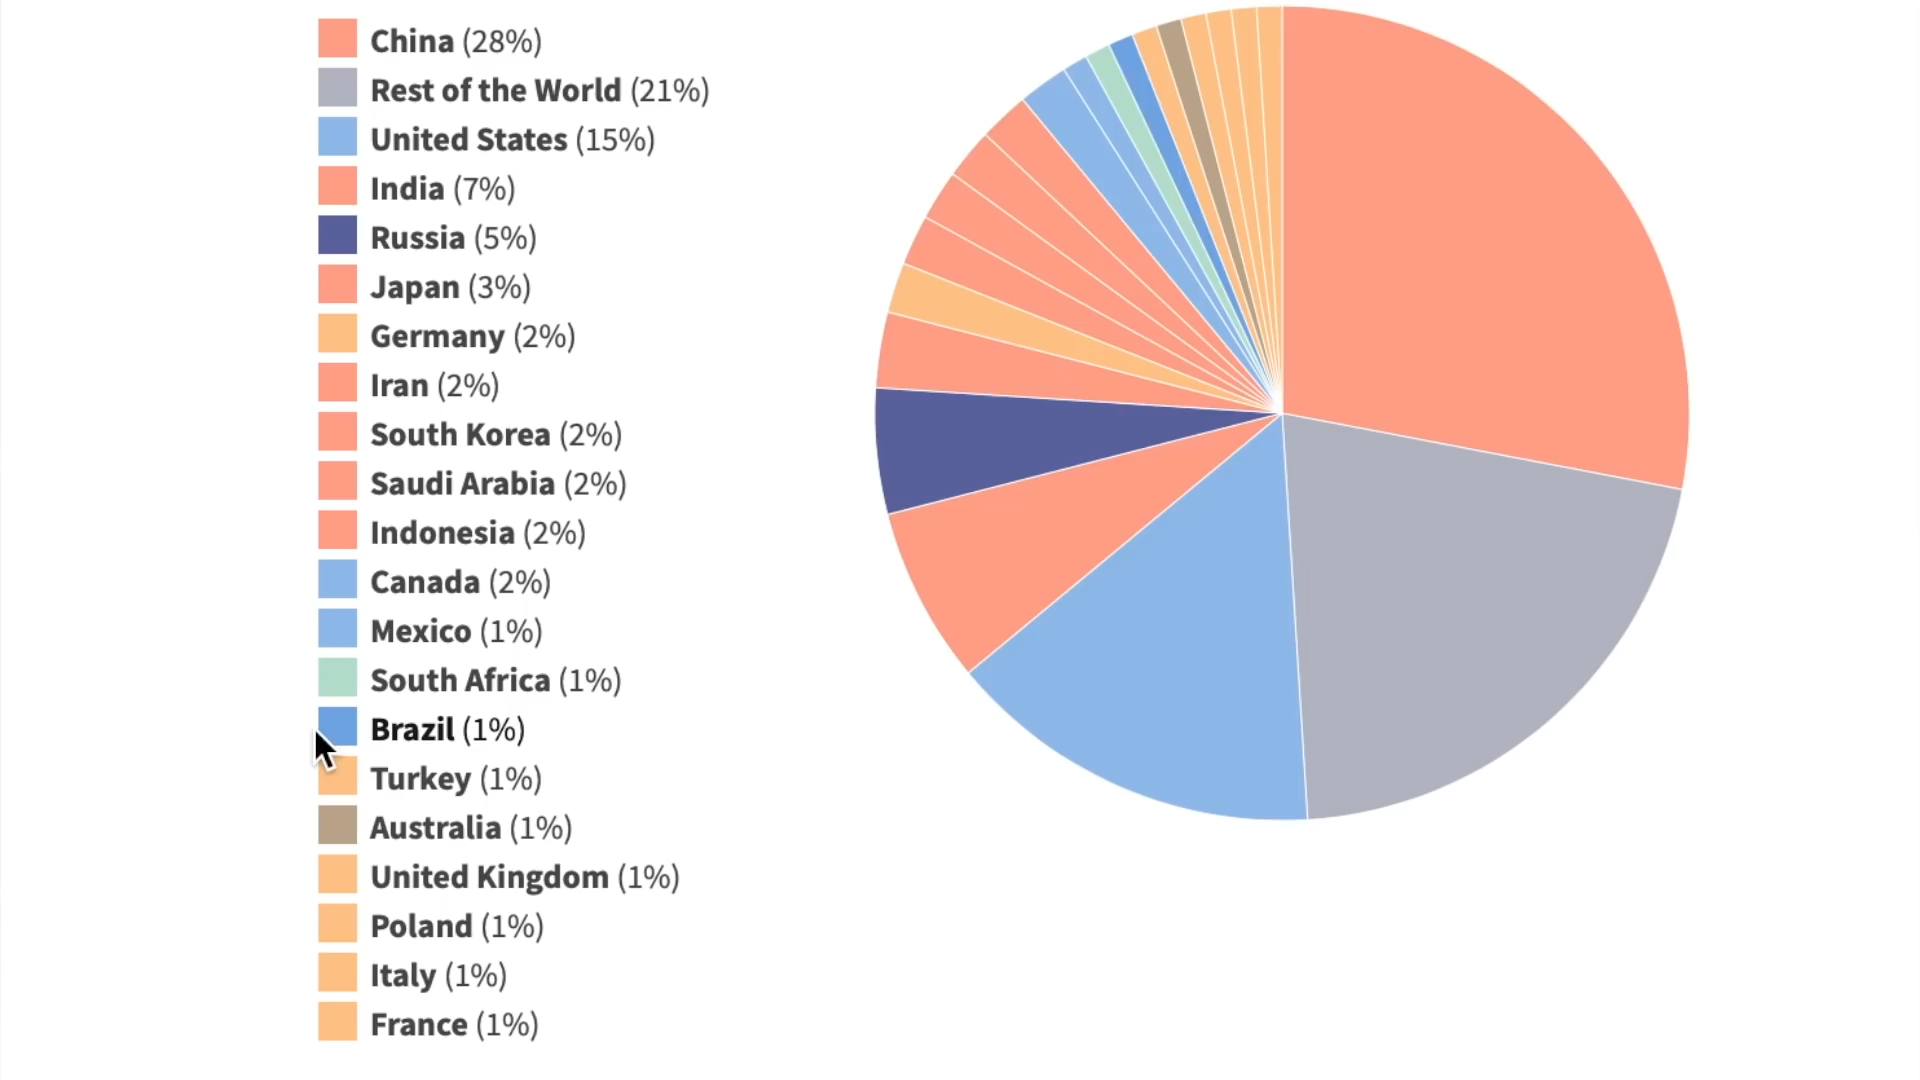 China (28%)
Rest of the World (21%)
United States (15%)
India (7%)
Russia (5%)
Japan (3%)
Germany (2%)
Iran (2%)
South Korea (2%)
Saudi Arabia (2%)
Indonesia (2%)
Canada (2%)
Mexico (1%)
South Africa (1%)
Brazil (1%)
Turkey (1%)
Australia (1%)
United Kingdom (1%)
Poland (1%)
Italy (1%)
France (1%)